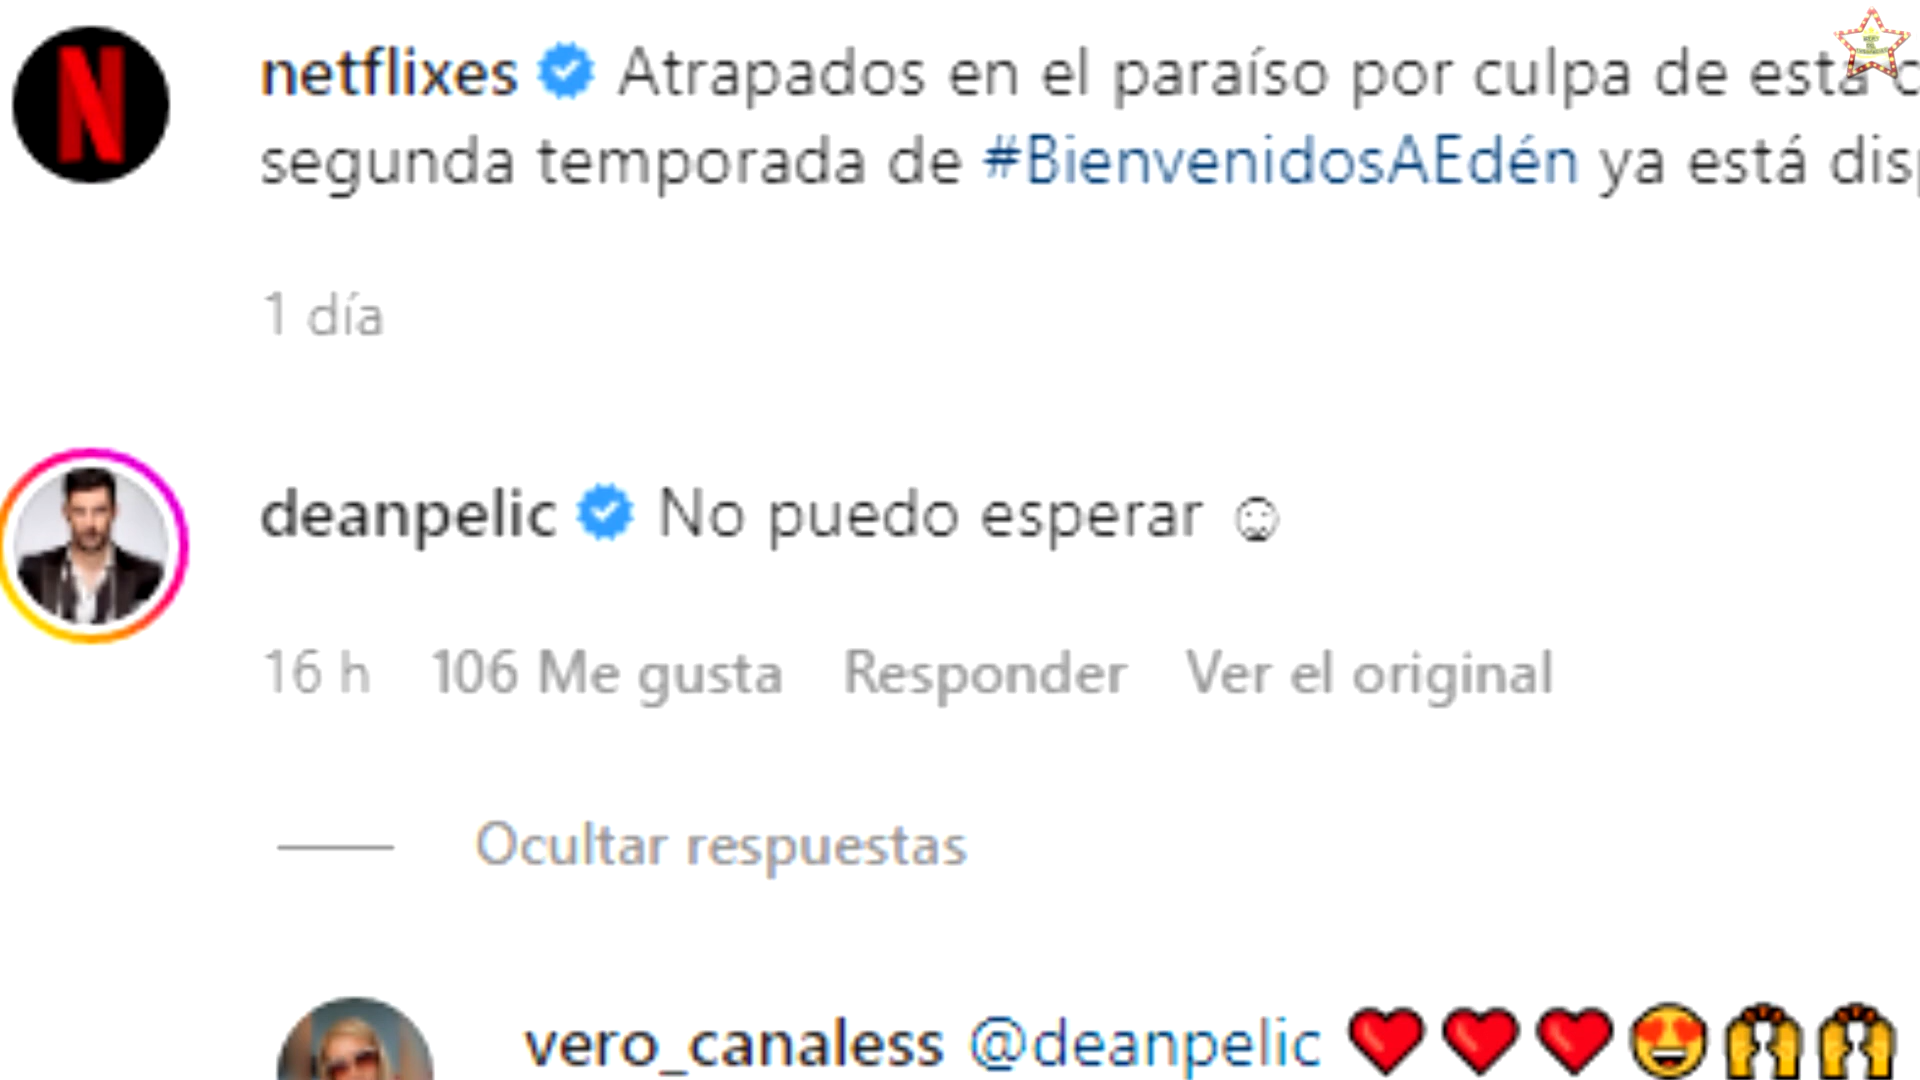 netflixes Atrapados en el paraíso por culpa de esta
segunda temporada de #BienvenidosAEdén ya está
1 día
deanpelic No puedo esperar ☺
16 h 106 Me gusta Responder Ver el original
Ocultar respuestas
vero_canaless @deanpelic ❤️❤️❤️😍🙌🙌